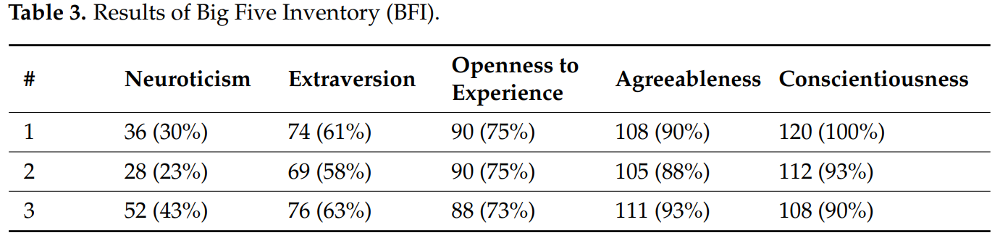 Table 3. Results of Big Five Inventory (BFI).
# Neuroticism Extraversion Openness to Experience Agreeableness Conscientiousness
1 36 (30%) 74 (61%) 90 (75%) 108 (90%) 120 (100%)
2 28 (23%) 69 (58%) 90 (75%) 105 (88%) 112 (93%)
3 52 (43%) 76 (63%) 88 (73%) 111 (93%) 108 (90%)